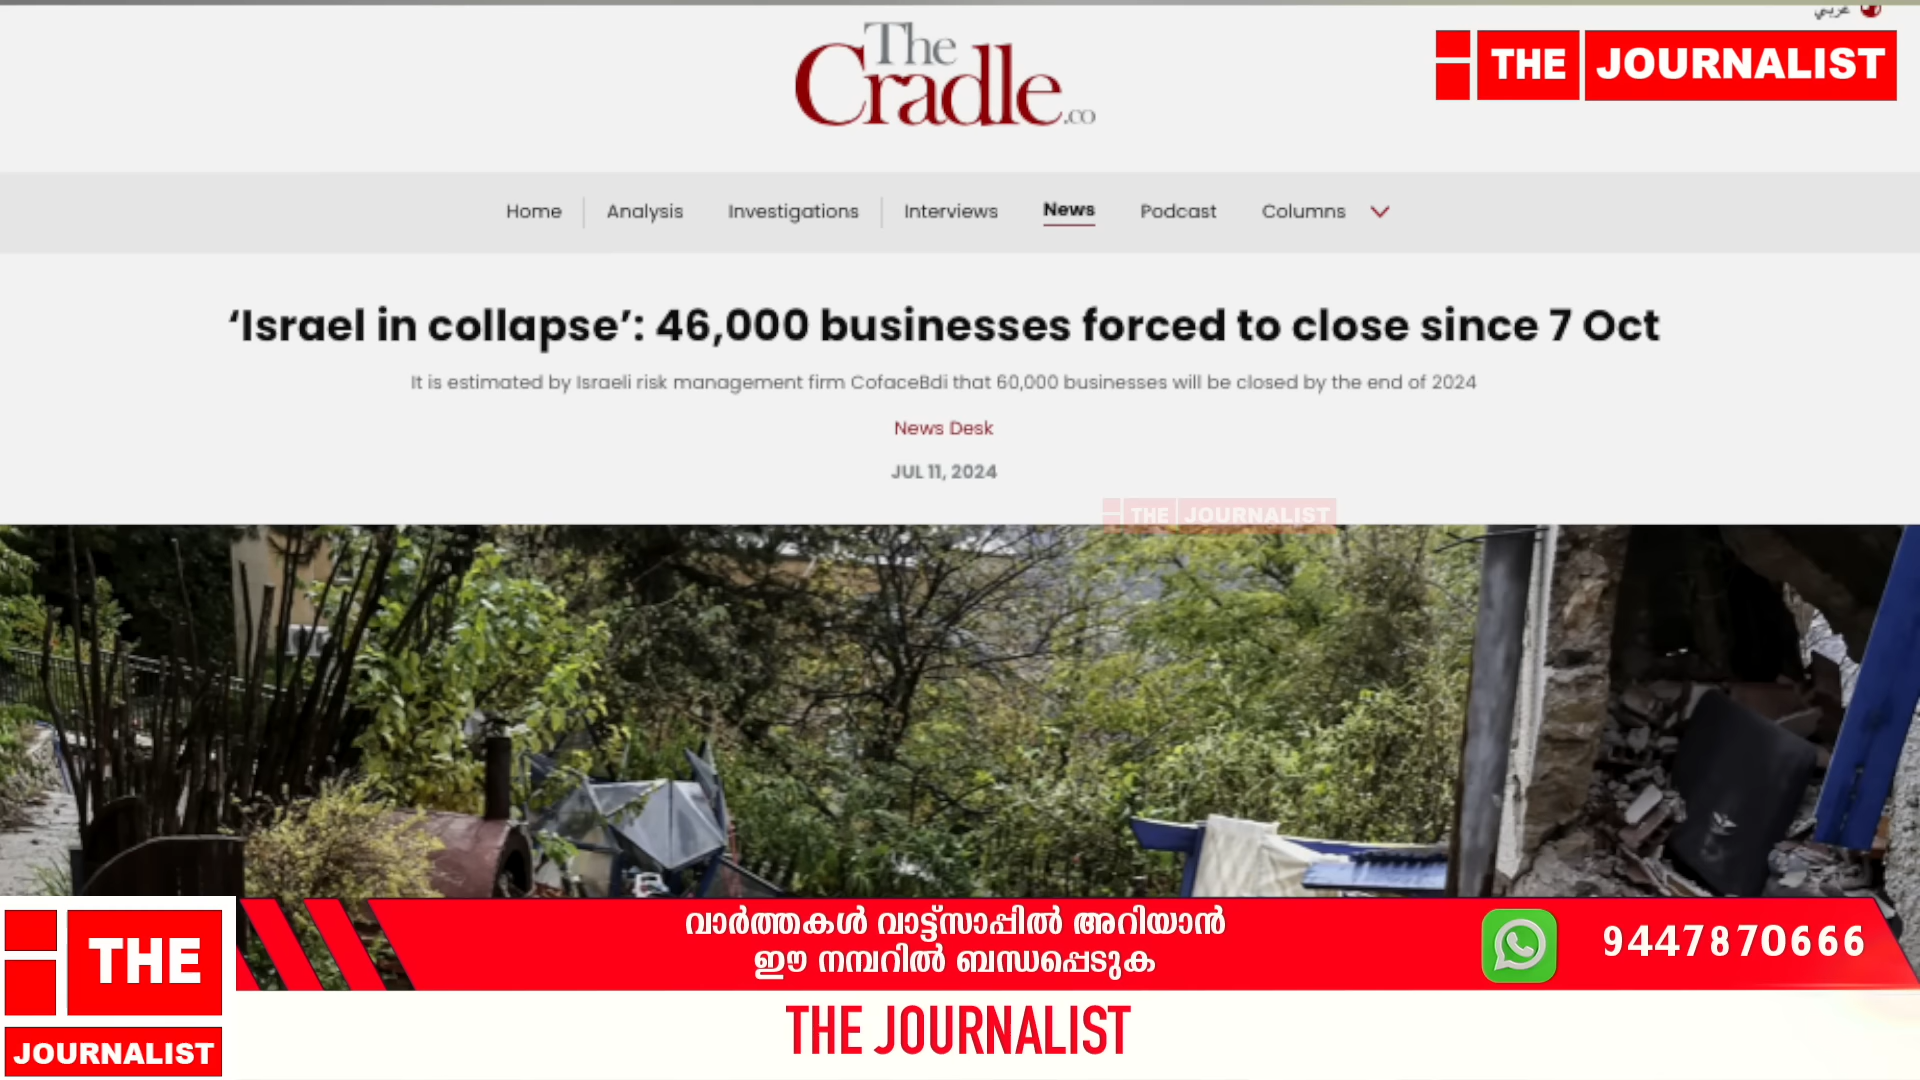 عربي
The
Cradle.co
THE JOURNALIST
Home Analysis Investigations Interviews News Podcast Columns
‘Israel in collapse’: 46,000 businesses forced to close since 7 Oct
It is estimated by Israeli risk management firm CofaceBdi that 60,000 businesses will be closed by the end of 2024
News Desk
JUL 11, 2024
THE JOURNALIST
വാർത്തകൾ വാട്ട്സാപ്പിൽ അറിയാൻ
ഈ നമ്പറിൽ ബന്ധപ്പെടുക
9447870666
THE
JOURNALIST
THE JOURNALIST